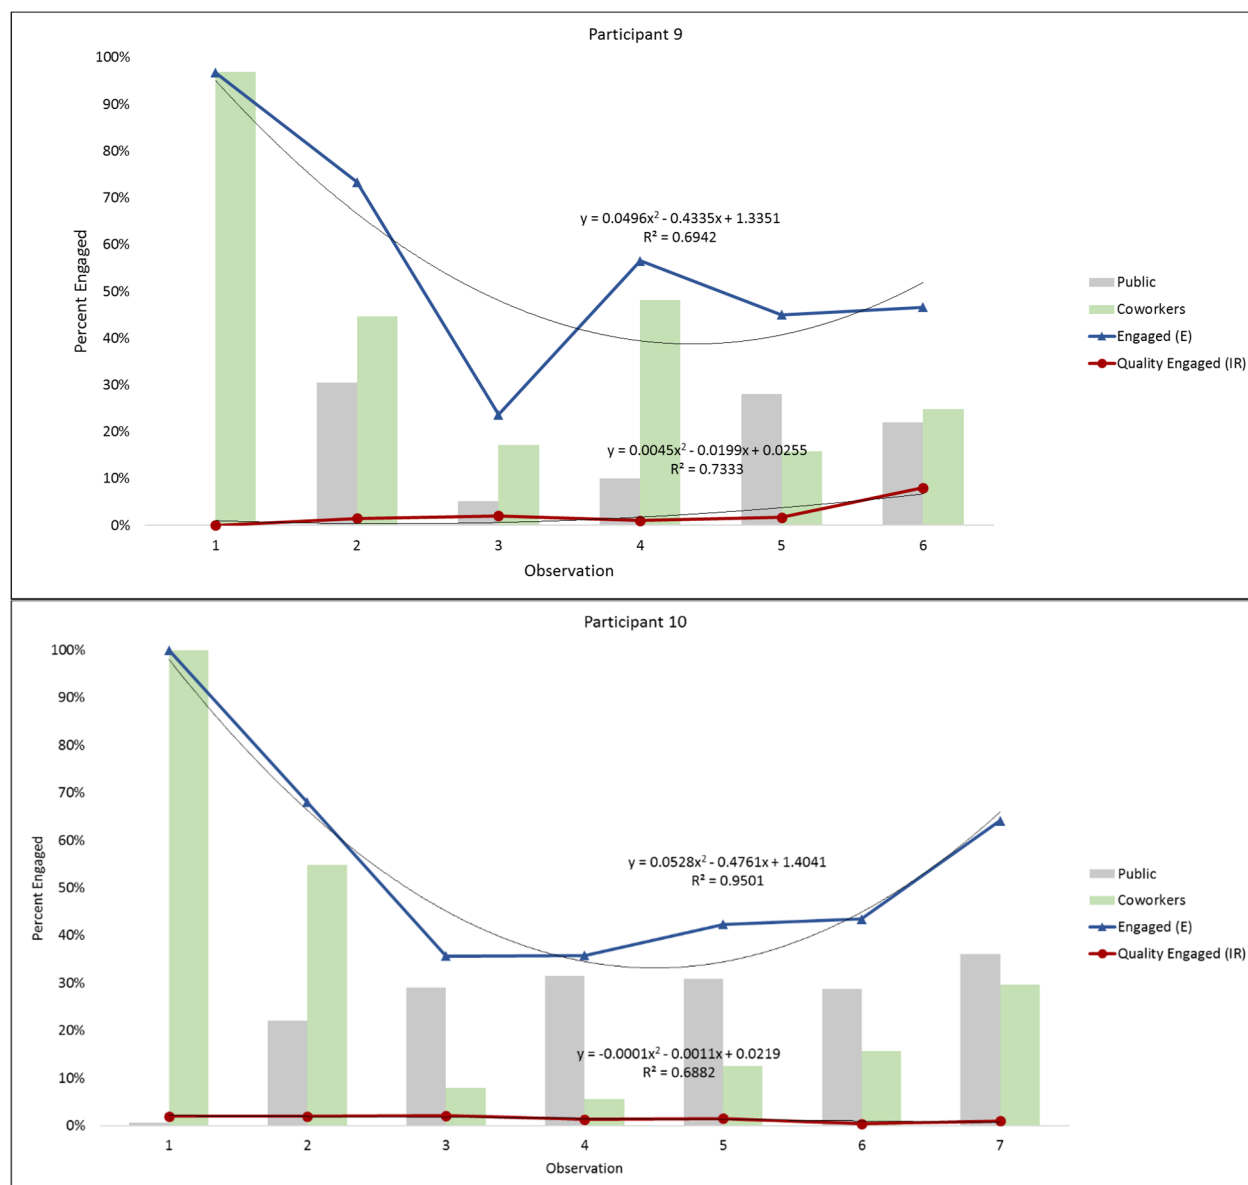 Participant 9
100%
90%
80%
70%
60%
50%
40%
30%
20%
10%
0%
Percent Engaged
y = 0.0496x² - 0.4335x + 1.3351
R² = 0.6942
y = 0.0045x² - 0.0199x + 0.0255
R² = 0.7333
1 2 3 4 5 6
Observation
Public
Coworkers
Engaged (E)
Quality Engaged (IR)
Participant 10
100%
90%
80%
70%
60%
50%
40%
30%
20%
10%
0%
Percent Engaged
y = 0.0528x² - 0.4761x + 1.4041
R² = 0.9501
y = -0.0001x² - 0.0011x + 0.0219
R² = 0.6882
1 2 3 4 5 6 7
Observation
Public
Coworkers
Engaged (E)
Quality Engaged (IR)